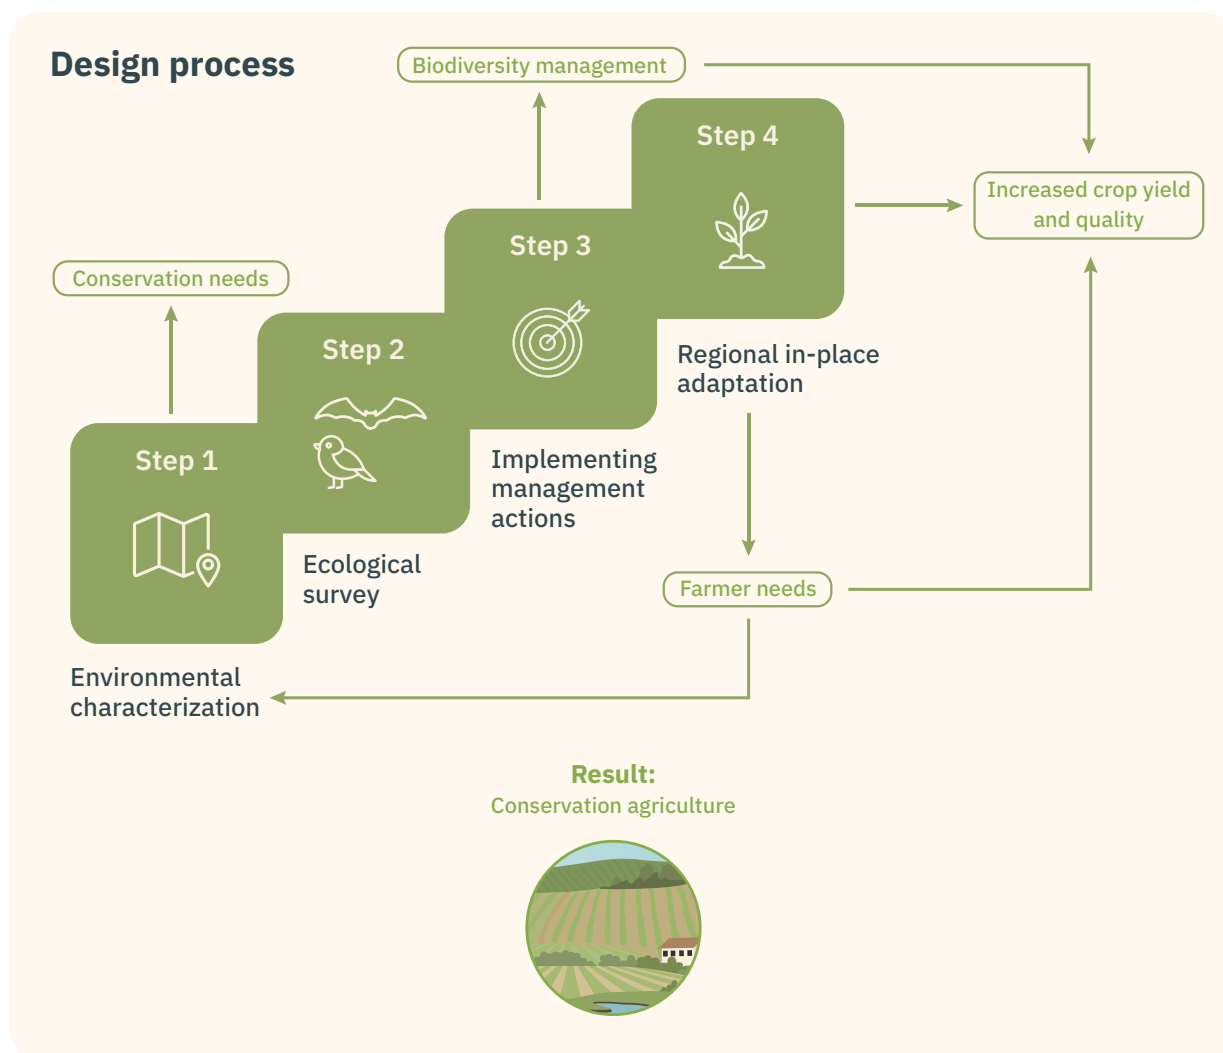 Design process
Biodiversity management
Step 4
Increased crop yield
and quality
Step 3
Conservation needs
Step 2
Regional in-place
adaptation
Step 1
Implementing
management
actions
Ecological
survey
Farmer needs
Environmental
characterization
Result:
Conservation agriculture